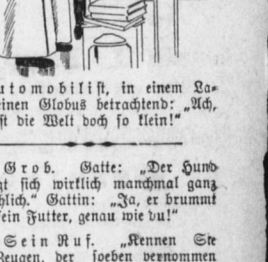 utomobilist, in einem La-
einen Globus betrachtend: „Ach,
st die Welt doch so klein!"
Grob. Gatte: „Der Hund
gt sich wirklich manchmal ganz
hlich." Gattin: „Ja, er brummt
ein Futter, genau wie du!"
Sein Ruf. „Kennen Sie
Zeugen, der soeben vernommen